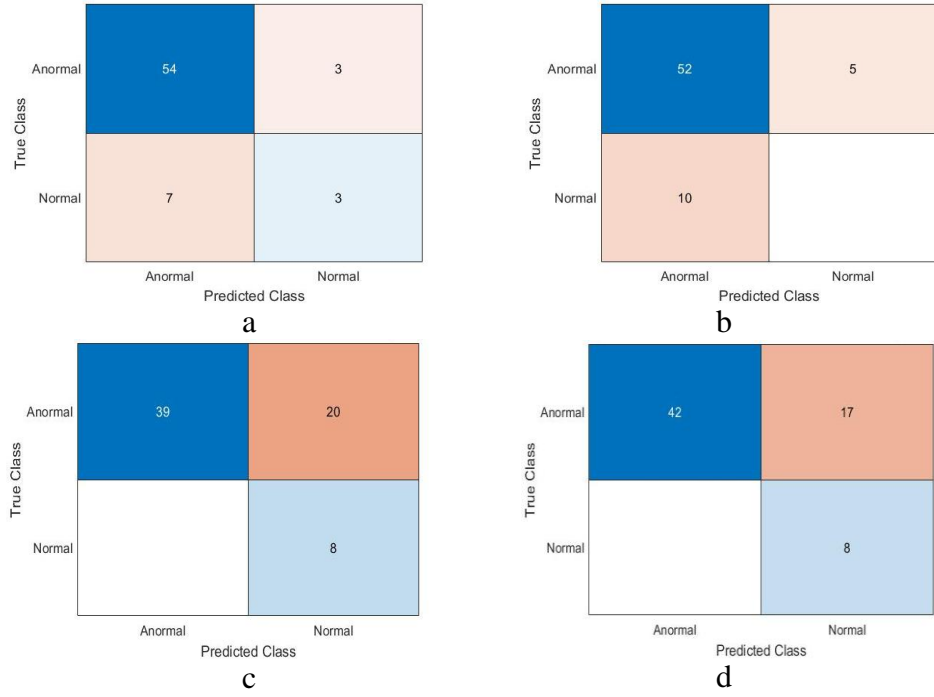 True Class
Anormal
54
3
Normal
7
3
Anormal
Normal
Predicted Class
a
True Class
Anormal
52
5
Normal
10
Anormal
Normal
Predicted Class
b
True Class
Anormal
39
20
Normal
8
Anormal
Normal
Predicted Class
c
True Class
Anormal
42
17
Normal
8
Anormal
Normal
Predicted Class
d